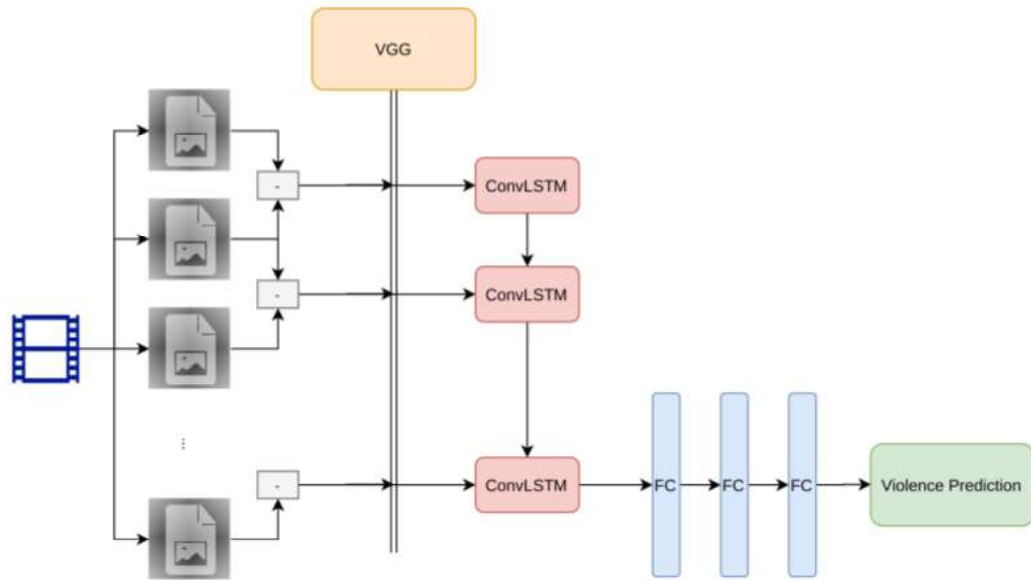 VGG
-
ConvLSTM
-
ConvLSTM
⋮
-
ConvLSTM
FC
FC
FC
Violence Prediction